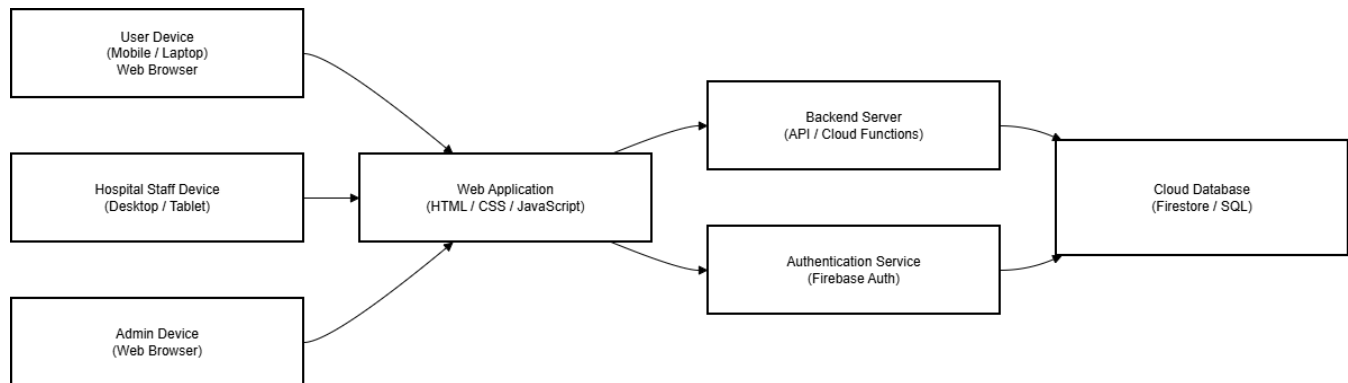 User Device
(Mobile / Laptop)
Web Browser
Hospital Staff Device
(Desktop / Tablet)
Admin Device
(Web Browser)
Web Application
(HTML / CSS / JavaScript)
Backend Server
(API / Cloud Functions)
Authentication Service
(Firebase Auth)
Cloud Database
(Firestore / SQL)